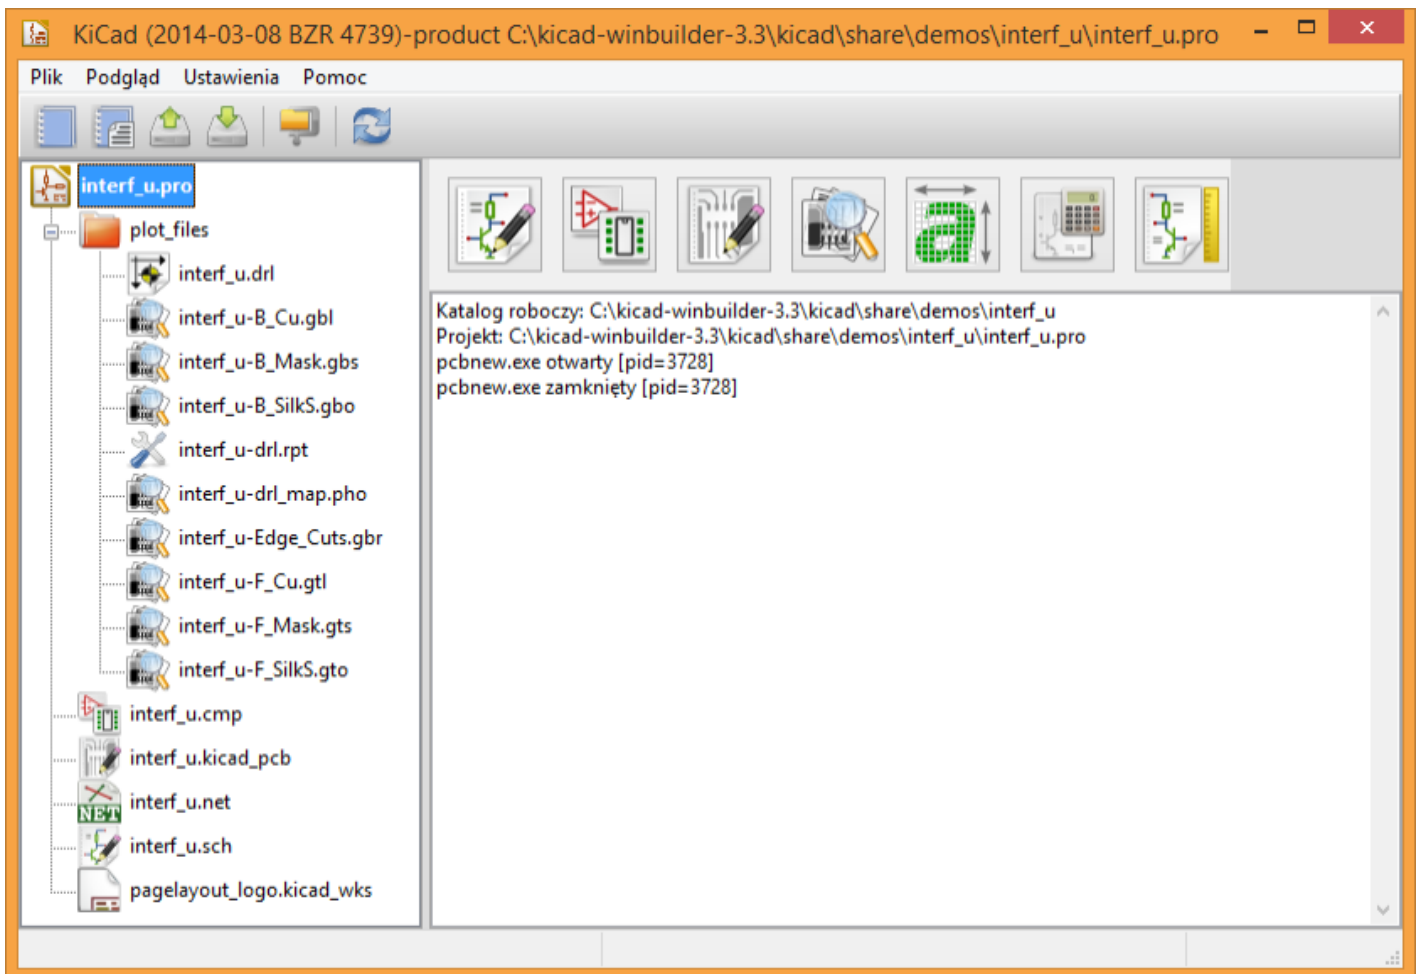 KiCad (2014-03-08 BZR 4739)-product C:\kicad-winbuilder-3.3\kicad\share\demos\interf_u\interf_u.pro
Plik Podgląd Ustawienia Pomoc
interf_u.pro
plot_files
interf_u.drl
interf_u-B_Cu.gbl
interf_u-B_Mask.gbs
interf_u-B_SilkS.gbo
interf_u-drl.rpt
interf_u-drl_map.pho
interf_u-Edge_Cuts.gbr
interf_u-F_Cu.gtl
interf_u-F_Mask.gts
interf_u-F_SilkS.gto
interf_u.cmp
interf_u.kicad_pcb
NET interf_u.net
interf_u.sch
pagelayout_logo.kicad_wks
a
Katalog roboczy: C:\kicad-winbuilder-3.3\kicad\share\demos\interf_u
Projekt: C:\kicad-winbuilder-3.3\kicad\share\demos\interf_u\interf_u.pro
pcbnew.exe otwarty [pid=3728]
pcbnew.exe zamknięty [pid=3728]